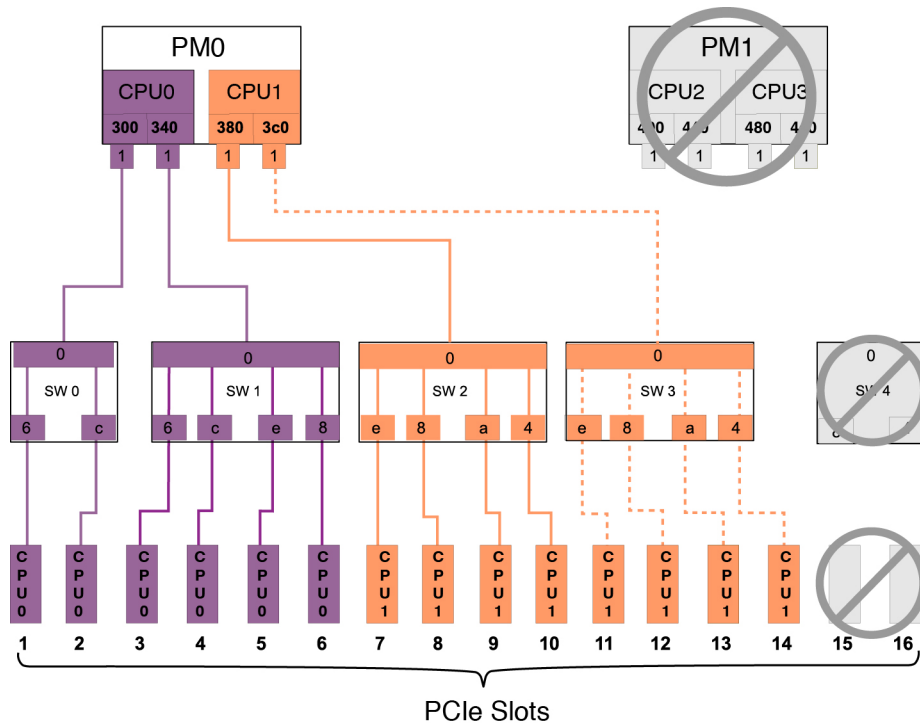 PM0
PM1
CPU0
CPU1
CPU2
CPU3
300 340
380 3c0
480
1 1 1 1
1 1 1 1
0 0 0 0 0
SW 0 SW 1 SW 2 SW 3 SW 4
6 c 6 c e 8 e 8 a 4 e 8 a 4
CPU0 CPU0 CPU0 CPU0 CPU0 CPU0 CPU1 CPU1 CPU1 CPU1 CPU1 CPU1 CPU1 CPU1
1 2 3 4 5 6 7 8 9 10 11 12 13 14 15 16
PCIe Slots